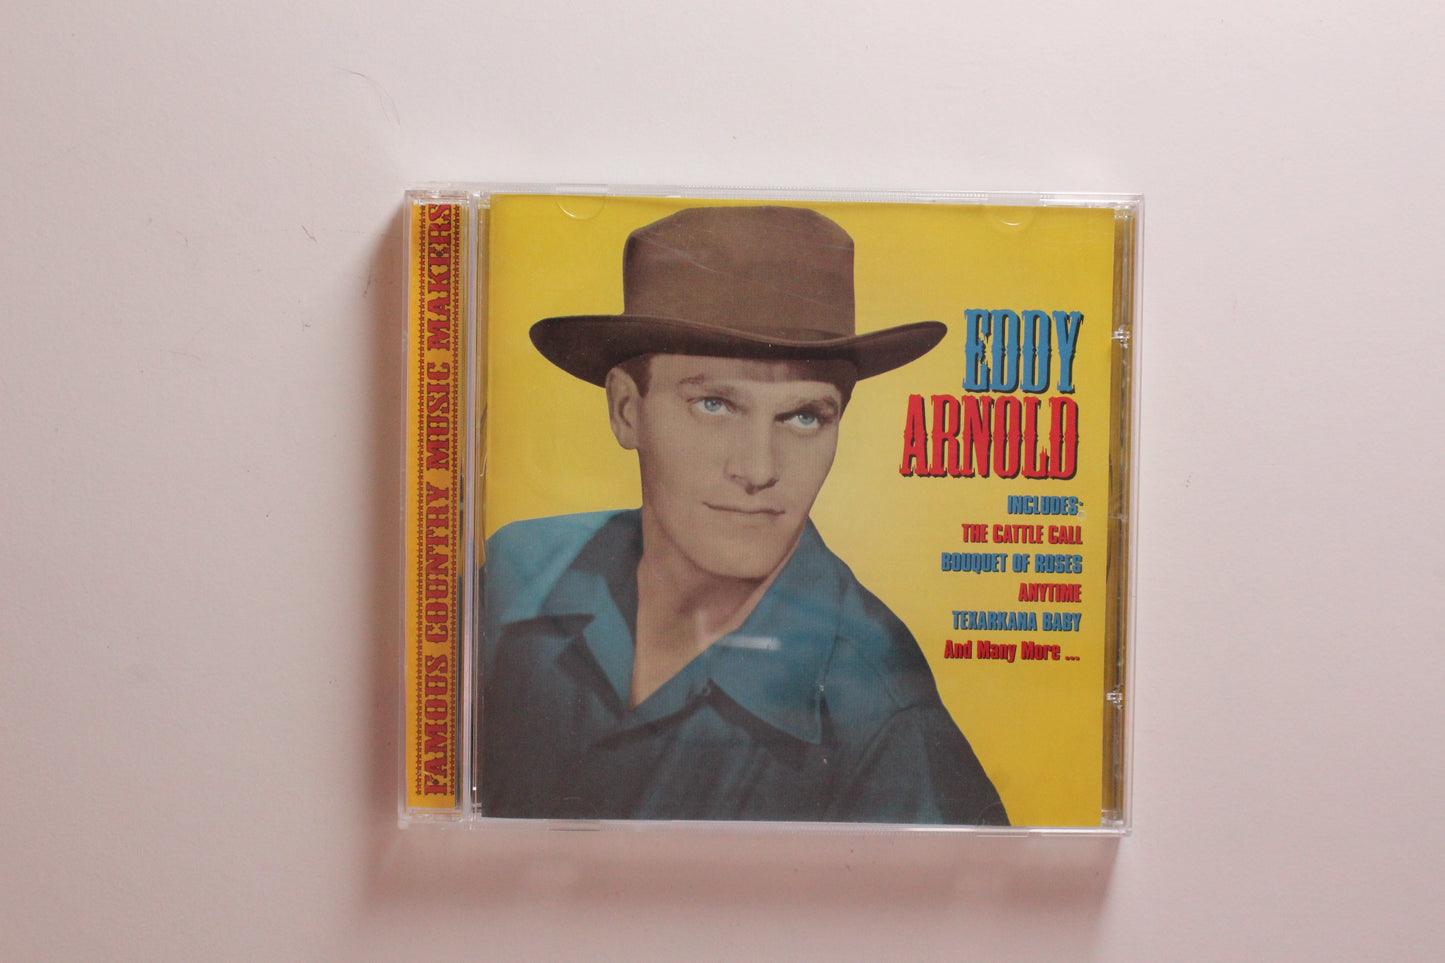 FAMOUS COUNTRY MUSIC MAKERS
EDDY
ARNOLD
INCLUDES:
THE CATTLE CALL
BOUQUET OF ROSES
ANYTIME
TEXARKANA BABY
And Many More ...